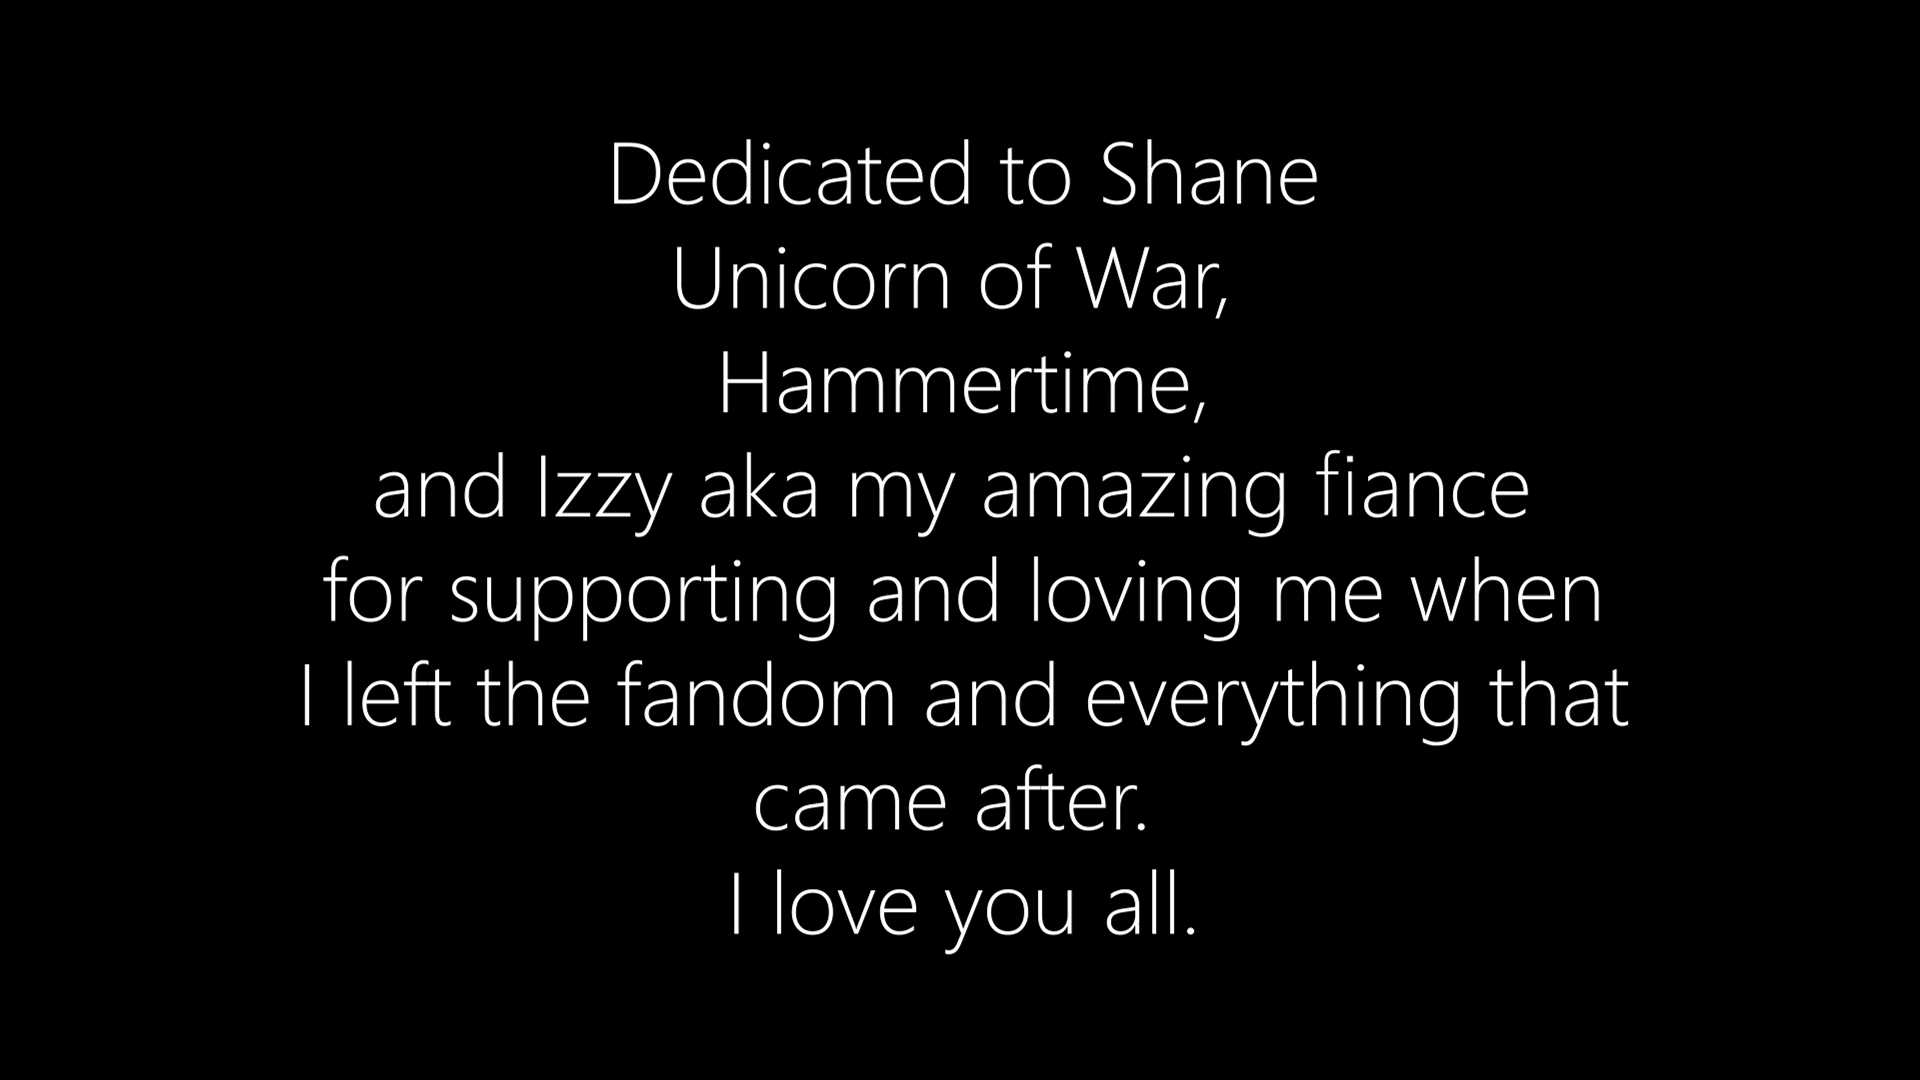 Dedicated to Shane
Unicorn of War,
Hammertime,
and Izzy aka my amazing fiance
for supporting and loving me when
I left the fandom and everything that
came after.
I love you all.